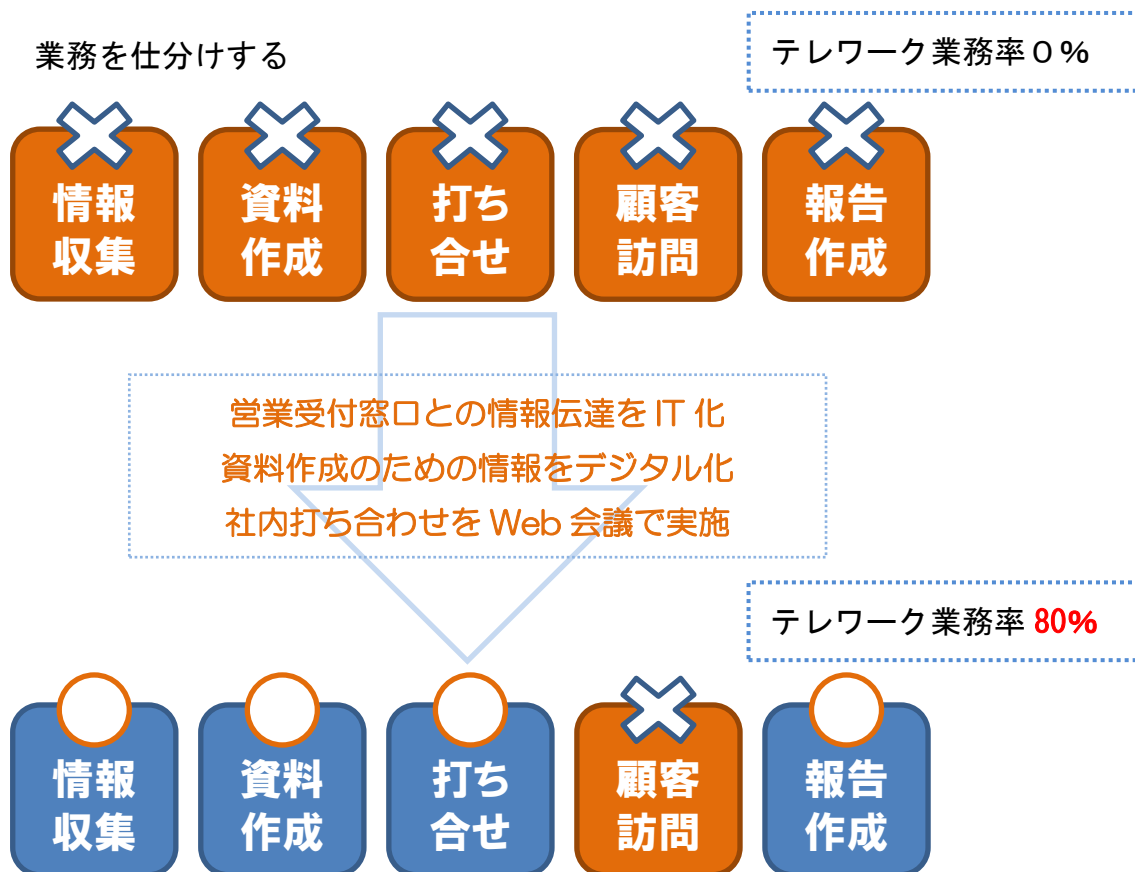 業務を仕分けする
テレワーク業務率０%
情報
収集
資料
作成
打ち
合せ
顧客
訪問
報告
作成
営業受付窓口との情報伝達を IT 化
資料作成のための情報をデジタル化
社内打ち合わせを Web 会議で実施
テレワーク業務率 80%
情報
収集
資料
作成
打ち
合せ
顧客
訪問
報告
作成